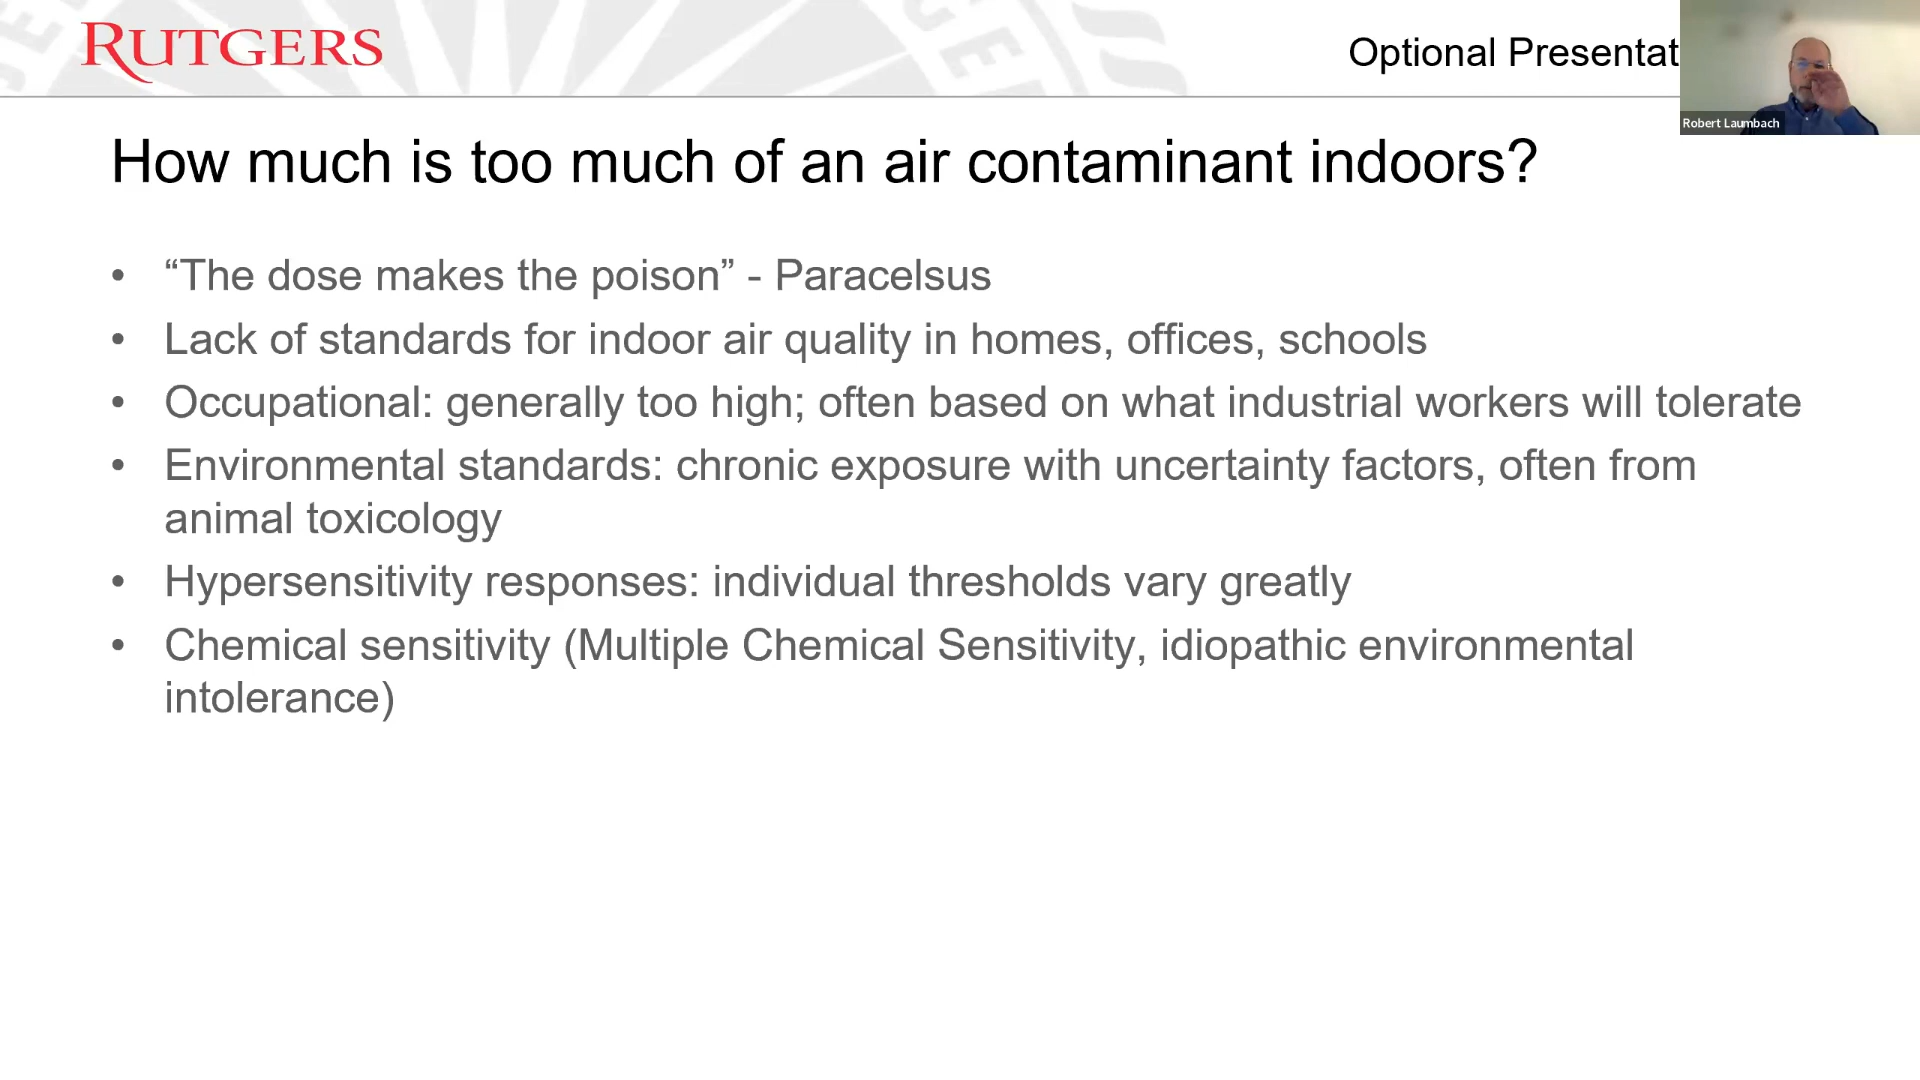 RUTGERS
Optional Presentat
Robert Laumbach
How much is too much of an air contaminant indoors?
• “The dose makes the poison” - Paracelsus
• Lack of standards for indoor air quality in homes, offices, schools
• Occupational: generally too high; often based on what industrial workers will tolerate
• Environmental standards: chronic exposure with uncertainty factors, often from
animal toxicology
• Hypersensitivity responses: individual thresholds vary greatly
• Chemical sensitivity (Multiple Chemical Sensitivity, idiopathic environmental
intolerance)